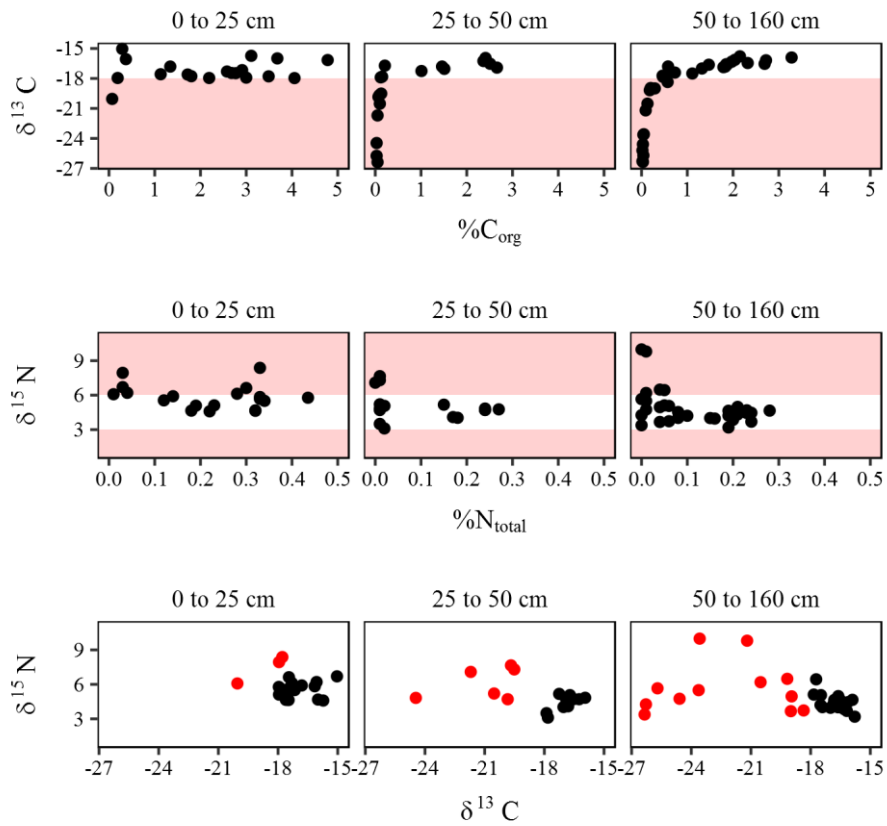 0 to 25 cm 25 to 50 cm 50 to 160 cm
δ ¹³ C
-15
-18
-21
-24
-27
0 1 2 3 4 5 0 1 2 3 4 5 0 1 2 3 4 5
%C_org
0 to 25 cm 25 to 50 cm 50 to 160 cm
δ ¹⁵ N
9
6
3
0.0 0.1 0.2 0.3 0.4 0.5 0.0 0.1 0.2 0.3 0.4 0.5 0.0 0.1 0.2 0.3 0.4 0.5
%N_total
0 to 25 cm 25 to 50 cm 50 to 160 cm
δ ¹⁵ N
9
6
3
-27 -24 -21 -18 -15 -27 -24 -21 -18 -15 -27 -24 -21 -18 -15
δ ¹³ C